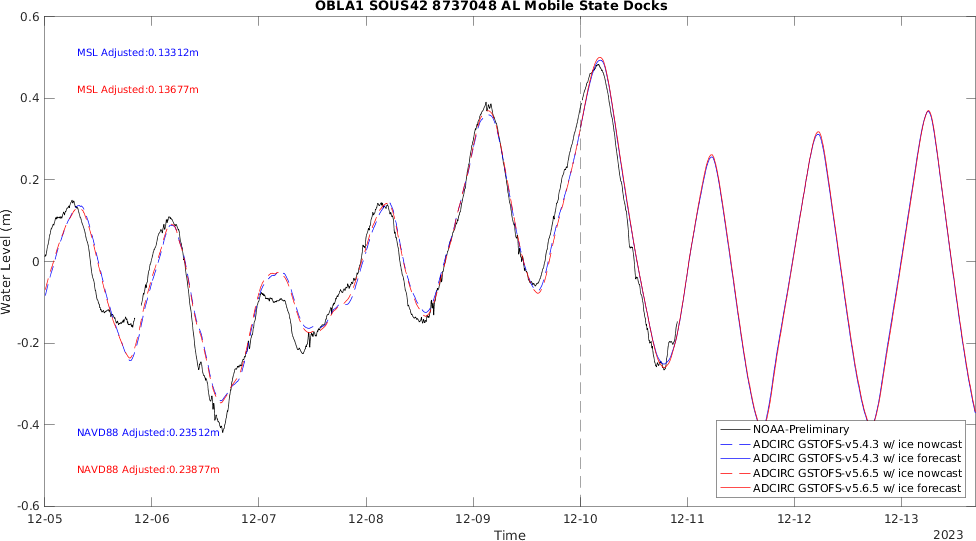 OBLA1 SOUS42 8737048 AL Mobile State Docks
0.6
0.4
0.2
0
-0.2
-0.4
-0.6
Water Level (m)
MSL Adjusted:0.13312m
MSL Adjusted:0.13677m
NAVD88 Adjusted:0.23512m
NAVD88 Adjusted:0.23877m
NOAA-Preliminary
ADCIRC GSTOFS-v5.4.3 w/ ice nowcast
ADCIRC GSTOFS-v5.4.3 w/ ice forecast
ADCIRC GSTOFS-v5.6.5 w/ ice nowcast
ADCIRC GSTOFS-v5.6.5 w/ ice forecast
12-05 12-06 12-07 12-08 12-09 12-10 12-11 12-12 12-13
Time
2023